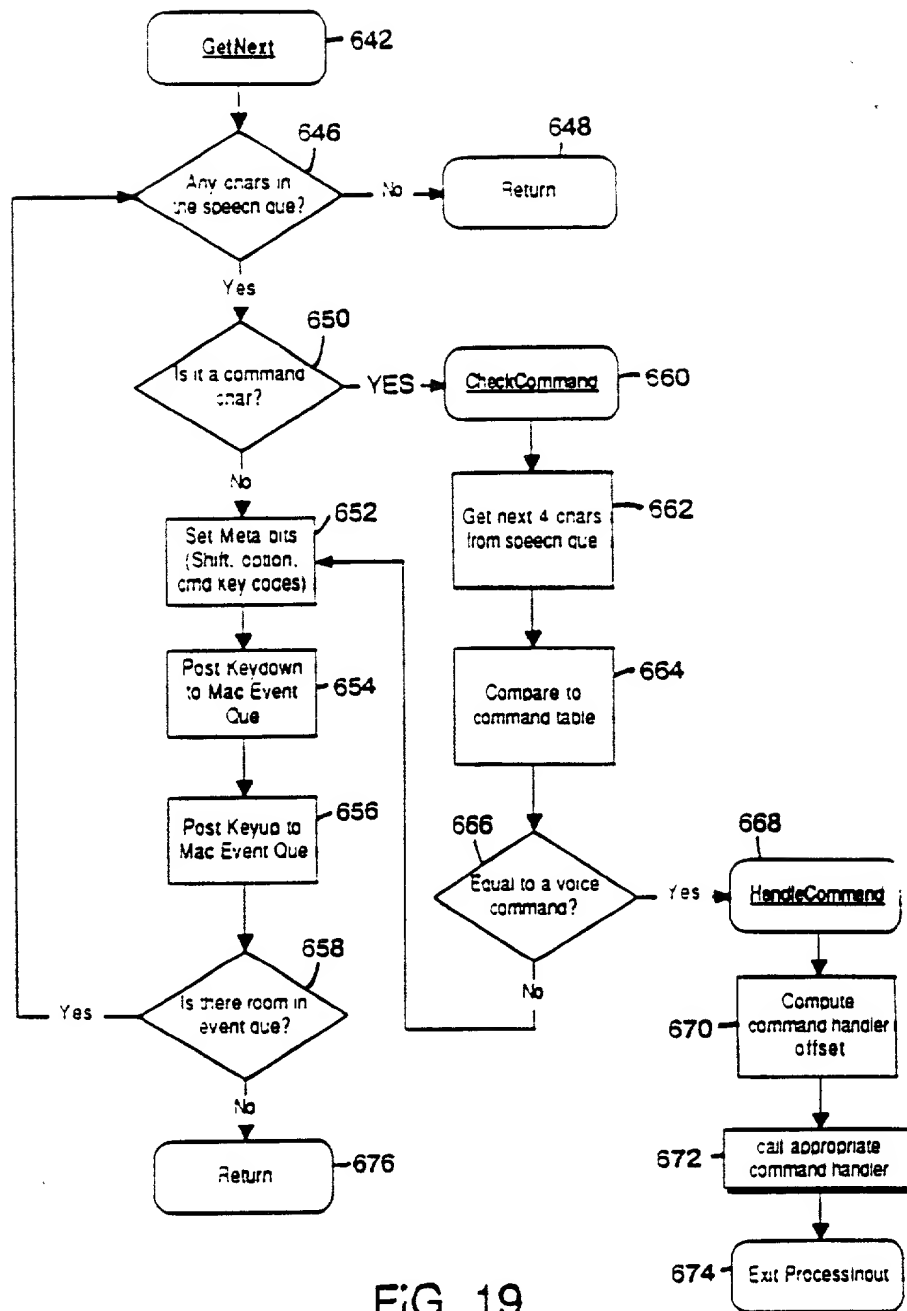 GetNext
642
646
Any chars in
the speech que?
No
648
Return
Yes
650
Is it a command
char?
YES
CheckCommand
660
No
652
Set Meta bits
(Shift, option,
cmd key codes)
Get next 4 chars
from speech que
662
Post Keydown
to Mac Event
Que
654
Compare to
command table
664
Post Keyup to
Mac Event Que
656
666
Equal to a voice
command?
Yes
668
HandleCommand
No
658
Is there room in
event que?
Yes
No
Compute
command handler
offset
670
Return
676
call appropriate
command handler
672
Exit ProcessInput
674
FIG. 19